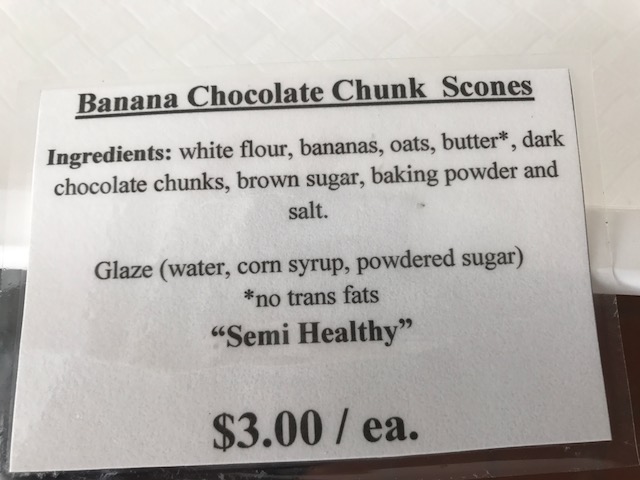 Banana Chocolate Chunk Scones
Ingredients: white flour, bananas, oats, butter*, dark
chocolate chunks, brown sugar, baking powder and
salt.
Glaze (water, corn syrup, powdered sugar)
*no trans fats
“Semi Healthy”
$3.00 / ea.